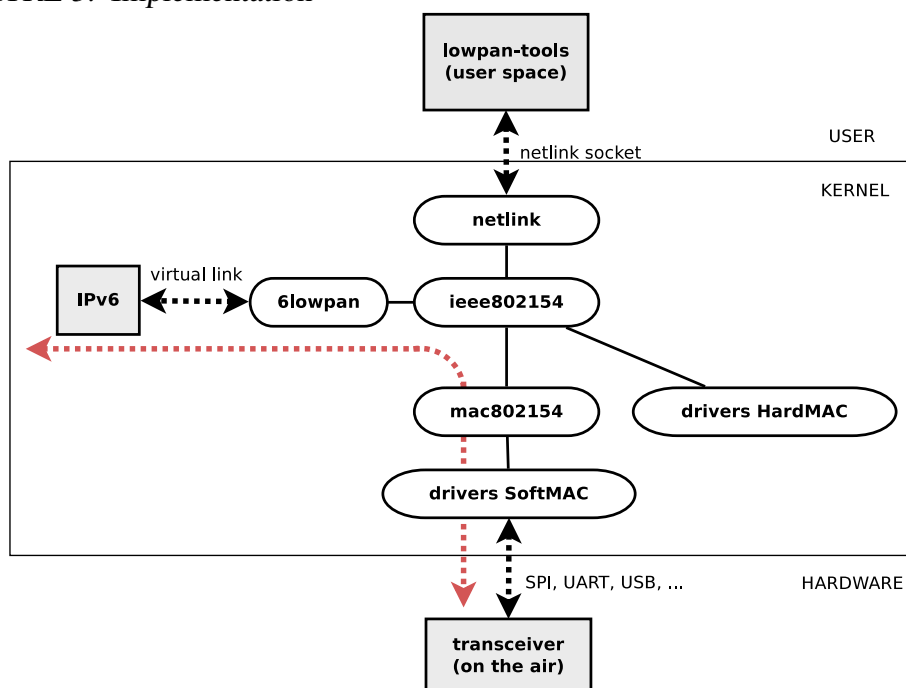 Implementation
lowpan-tools
(user space)
USER
netlink socket
KERNEL
netlink
virtual link
IPv6
6lowpan
ieee802154
mac802154
drivers HardMAC
drivers SoftMAC
SPI, UART, USB, ...
HARDWARE
transceiver
(on the air)